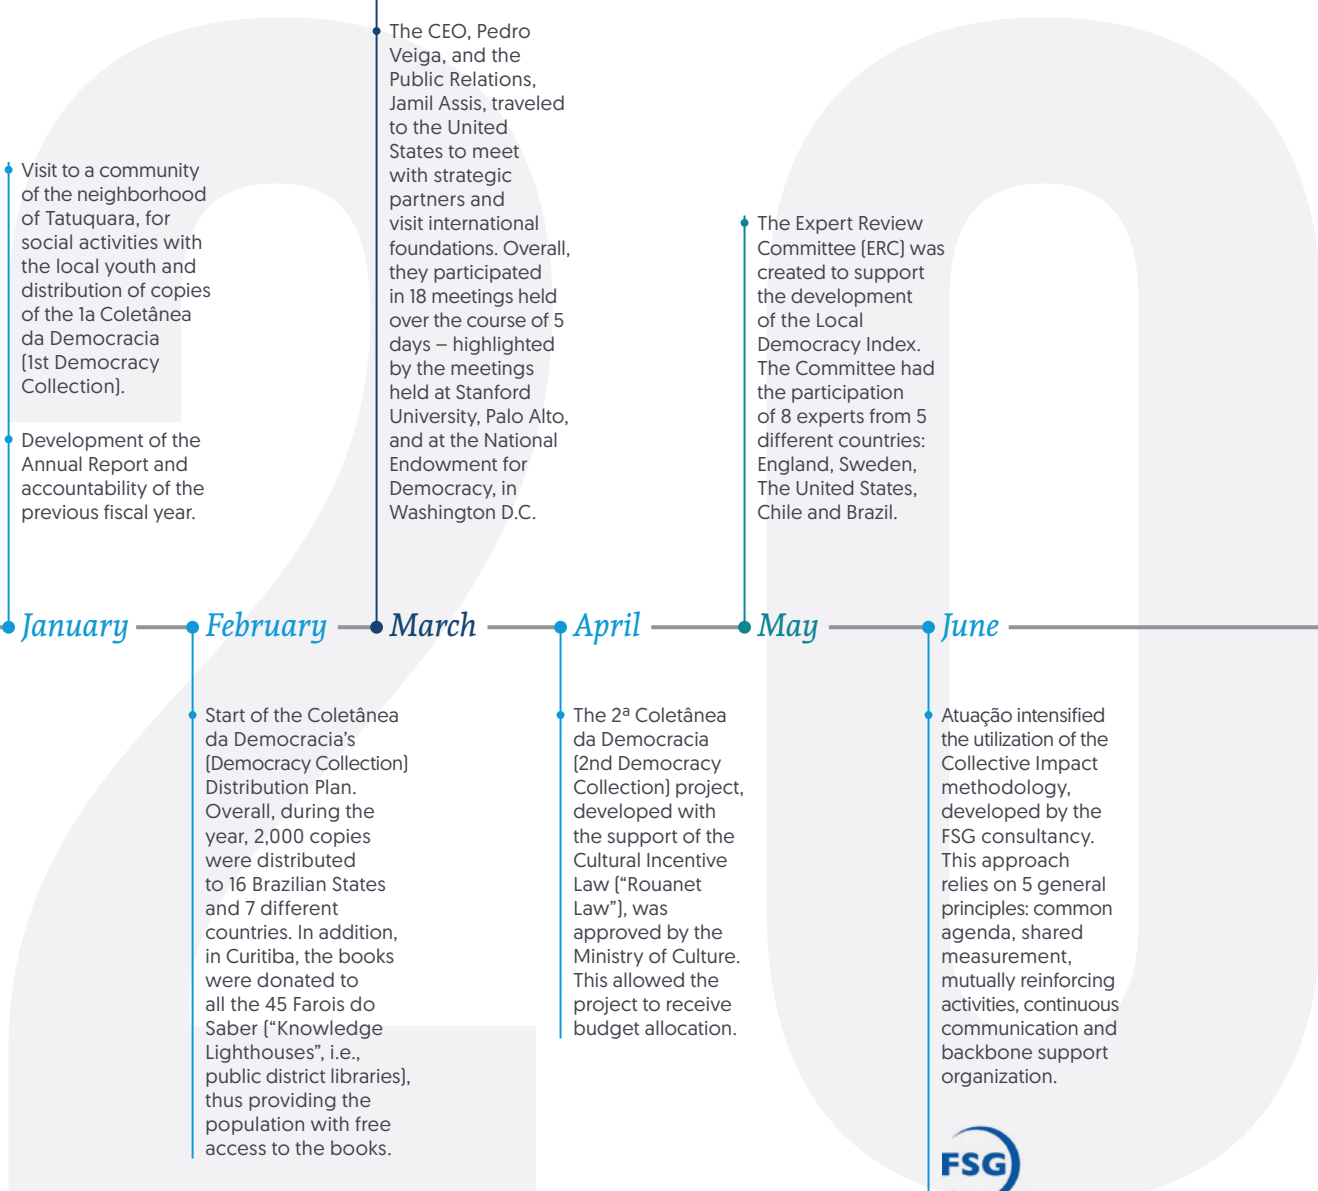 The CEO, Pedro
Veiga, and the
Public Relations,
Jamil Assis, traveled
to the United
States to meet
with strategic
partners and
visit international
foundations. Overall,
they participated
in 18 meetings held
over the course of 5
days – highlighted
by the meetings
held at Stanford
University, Palo Alto,
and at the National
Endowment for
Democracy, in
Washington D.C.
Visit to a community
of the neighborhood
of Tatuquara, for
social activities with
the local youth and
distribution of copies
of the 1a Coletânea
da Democracia
(1st Democracy
Collection).
Development of the
Annual Report and
accountability of the
previous fiscal year.
The Expert Review
Committee (ERC) was
created to support
the development
of the Local
Democracy Index.
The Committee had
the participation
of 8 experts from 5
different countries:
England, Sweden,
The United States,
Chile and Brazil.
January February March April May June
Start of the Coletânea
da Democracia’s
(Democracy Collection)
Distribution Plan.
Overall, during the
year, 2,000 copies
were distributed
to 16 Brazilian States
and 7 different
countries. In addition,
in Curitiba, the books
were donated to
all the 45 Farois do
Saber (“Knowledge
Lighthouses”, i.e.,
public district libraries),
thus providing the
population with free
access to the books.
The 2ª Coletânea
da Democracia
(2nd Democracy
Collection) project,
developed with
the support of the
Cultural Incentive
Law (“Rouanet
Law”), was
approved by the
Ministry of Culture.
This allowed the
project to receive
budget allocation.
Atuação intensified
the utilization of the
Collective Impact
methodology,
developed by the
FSG consultancy.
This approach
relies on 5 general
principles: common
agenda, shared
measurement,
mutually reinforcing
activities, continuous
communication and
backbone support
organization.
FSG
20